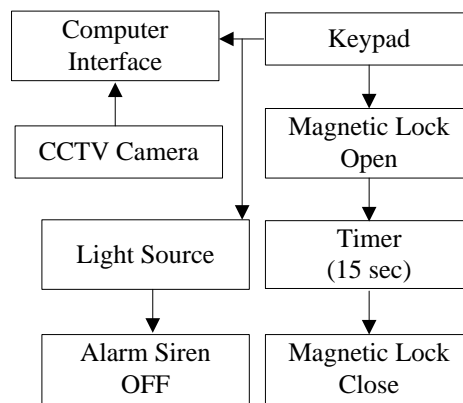 Computer
Interface
Keypad
CCTV Camera
Magnetic Lock
Open
Light Source
Timer
(15 sec)
Alarm Siren
OFF
Magnetic Lock
Close